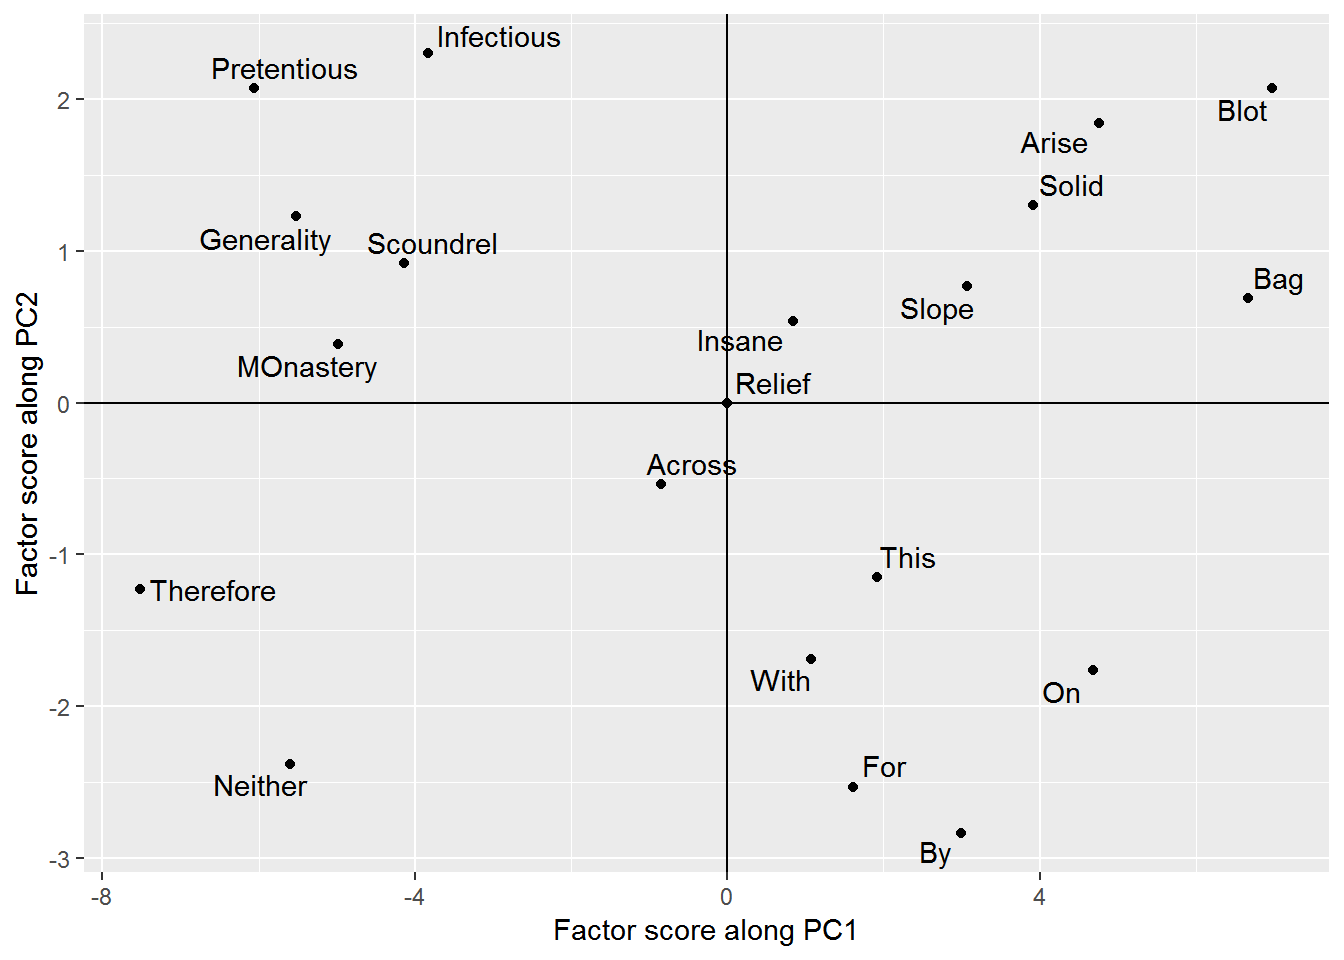 Infectious
Pretentious
2
Blot
Arise
Solid
Generality
Scoundrel
1
Bag
Slope
Insane
MOnastery
Relief
0
Across
-1
This
Therefore
With
On
-2
For
Neither
By
-3
-8
-4
0
4
Factor score along PC1
Factor score along PC2